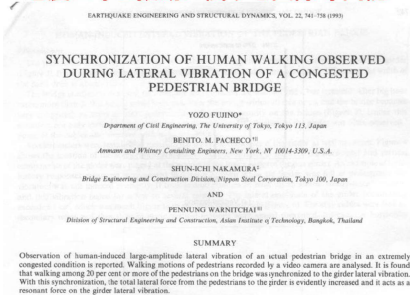 EARTHQUAKE ENGINEERING AND STRUCTURAL DYNAMICS, VOL. 22, 741-758 (1993)
SYNCHRONIZATION OF HUMAN WALKING OBSERVED
DURING LATERAL VIBRATION OF A CONGESTED
PEDESTRIAN BRIDGE
YOZO FUJINO*
Department of Civil Engineering, The University of Tokyo, Tokyo 113, Japan
BENITO. M. PACHECO
Ammann and Whitney Consulting Engineers, New York, NY 10014-3309, U.S.A.
SHUN-ICHI NAKAMURA
Bridge Engineering and Construction Division, Nippon Steel Corporation, Tokyo 100, Japan
AND
PENNUNG WARNITCHAI
Division of Structural Engineering and Construction, Asian Institute of Technology, Bangkok, Thailand
SUMMARY
Observation of human-induced large-amplitude lateral vibration of an actual pedestrian bridge in an extremely
congested condition is reported. Walking motions of pedestrians recorded by a video camera are analysed. It is found
that walking among 20 per cent or more of the pedestrians on the bridge was synchronized to the girder lateral vibration.
With this synchronization, the total lateral force from the pedestrians to the girder is evidently increased and it acts as a
resonant force on the girder lateral vibration.